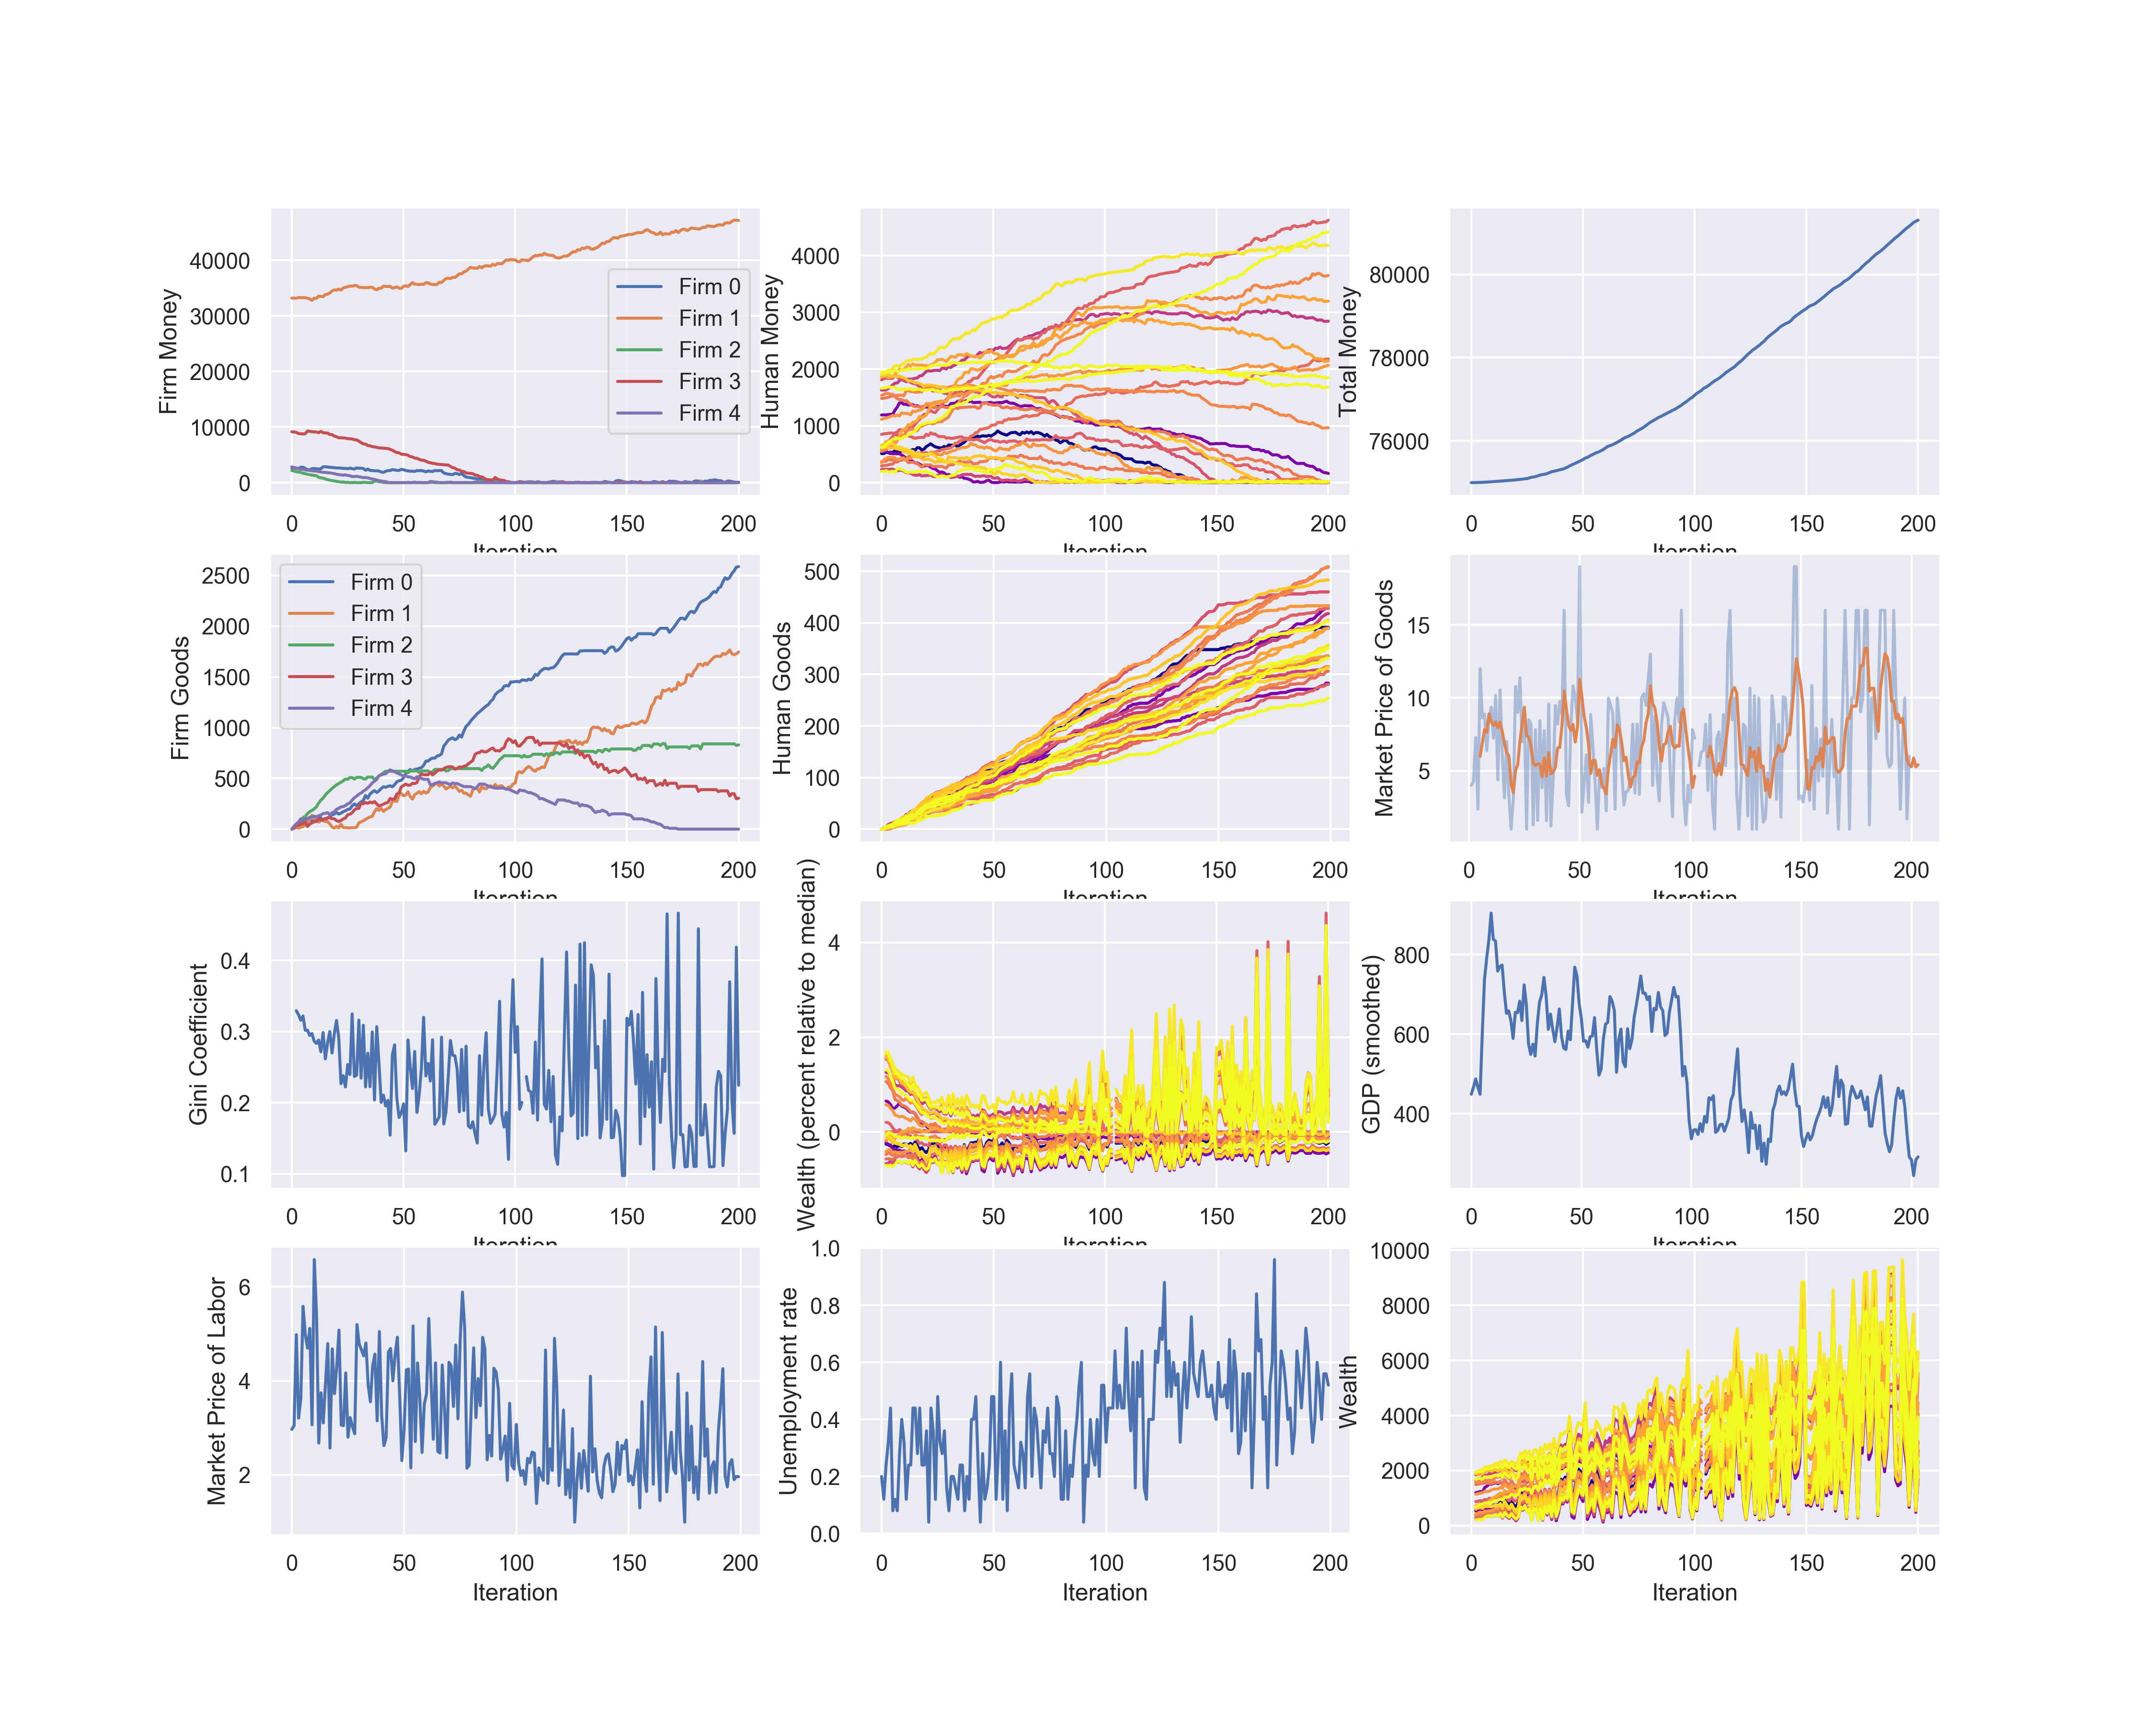 Firm Money
40000
30000
20000
10000
0
0 50 100 150 200
Iteration
Firm 0
Firm 1
Firm 2
Firm 3
Firm 4
Human Money
4000
3000
2000
1000
0
0 50 100 150 200
Iteration
Total Money
80000
78000
76000
0 50 100 150 200
Iteration
Firm Goods
2500
2000
1500
1000
500
0
0 50 100 150 200
Iteration
Firm 0
Firm 1
Firm 2
Firm 3
Firm 4
Human Goods
500
400
300
200
100
0
0 50 100 150 200
Iteration
Market Price of Goods
15
10
5
0 50 100 150 200
Iteration
Gini Coefficient
0.4
0.3
0.2
0.1
0 50 100 150 200
Iteration
Wealth (percent relative to median)
4
2
0
0 50 100 150 200
Iteration
GDP (smoothed)
800
600
400
0 50 100 150 200
Iteration
Market Price of Labor
6
4
2
0 50 100 150 200
Iteration
Unemployment rate
1.0
0.8
0.6
0.4
0.2
0.0
0 50 100 150 200
Iteration
Wealth
10000
8000
6000
4000
2000
0
0 50 100 150 200
Iteration